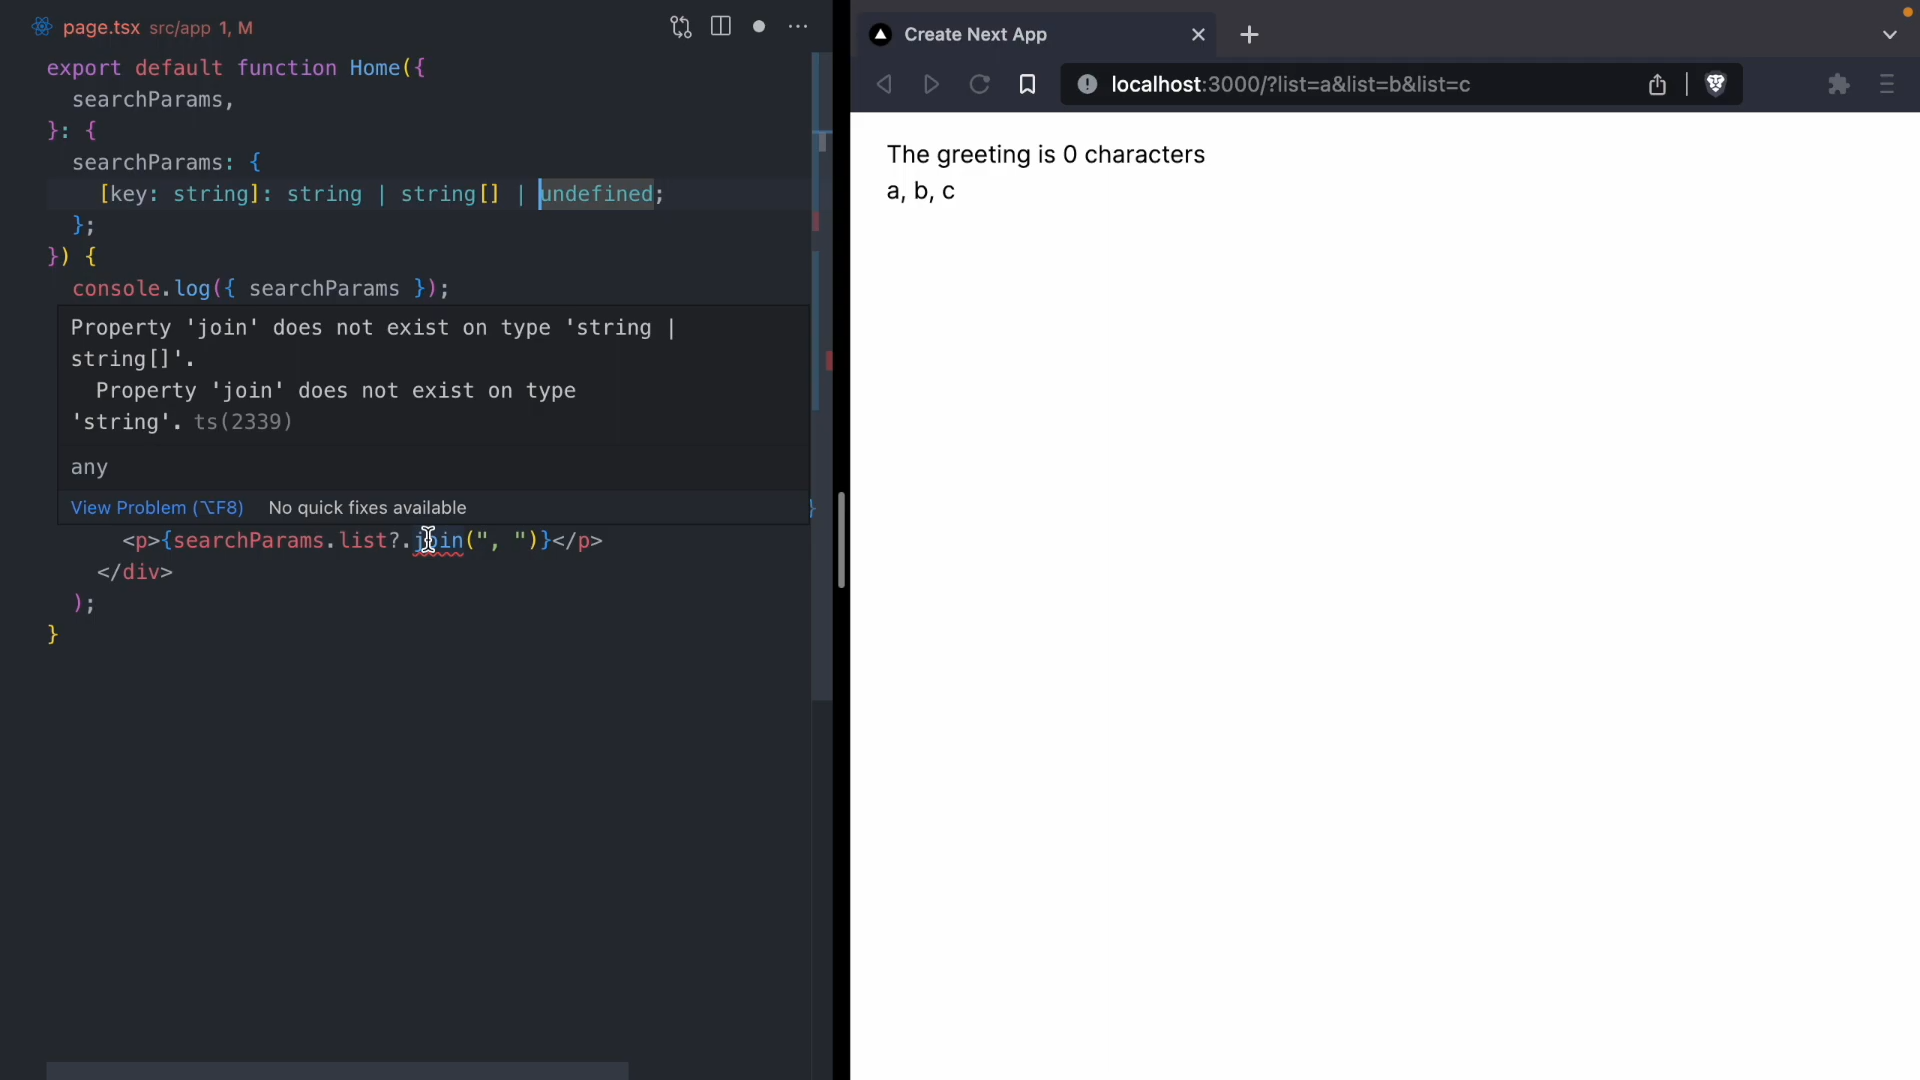 page.tsx src/app 1, M
export default function Home({
searchParams,
}: {
searchParams: {
[key: string]: string | string[] | undefined;
};
}) {
console.log({ searchParams });
Property 'join' does not exist on type 'string |
string[]'.
Property 'join' does not exist on type
'string'. ts(2339)
any
View Problem (⌥F8) No quick fixes available
}
<p>{searchParams.list?.join(", ")}</p>
</div>
);
}
Create Next App
localhost:3000/?list=a&list=b&list=c
The greeting is 0 characters
a, b, c